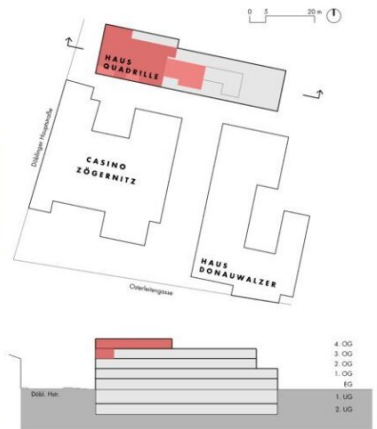 0 5 20 m
HAUS
QUADRILLE
Döblinger Hauptstraße
CASINO
ZÖGERNITZ
HAUS
DONAUWALZER
Osterleitengasse
4. OG
3. OG
2. OG
1. OG
EG
Döbl. Hstr.
1. UG
2. UG